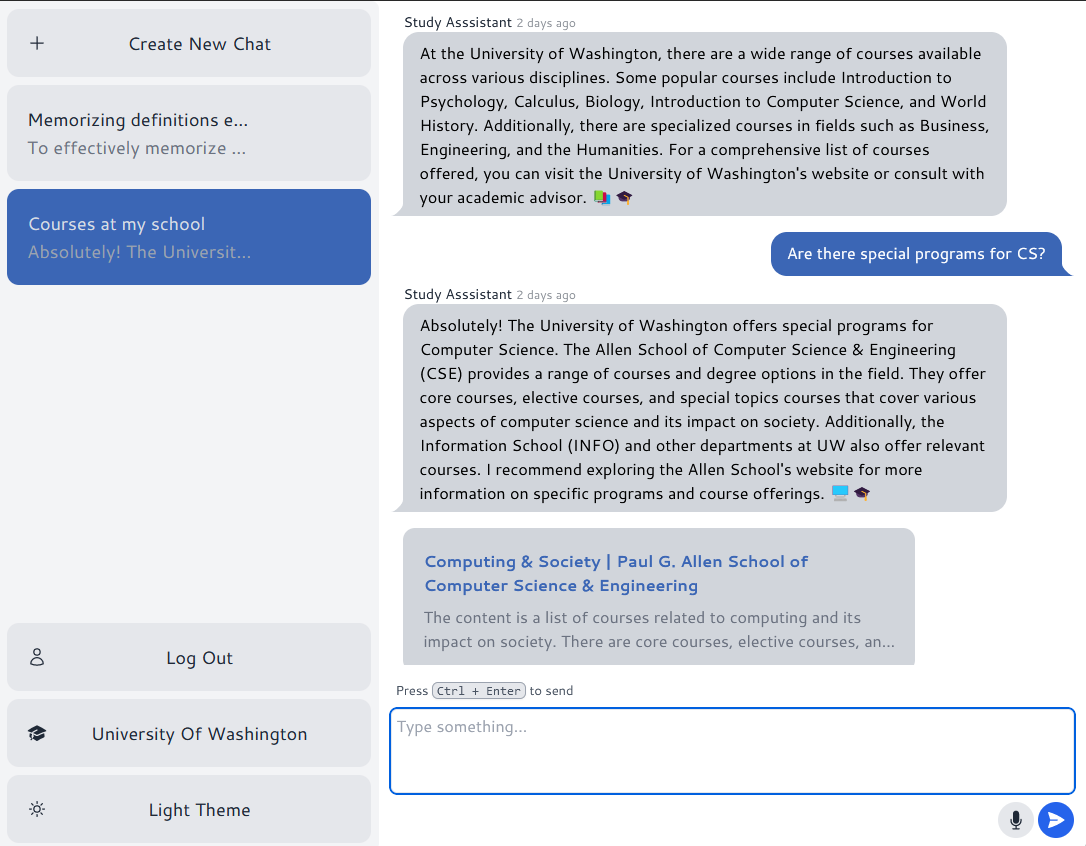 Create New Chat
Memorizing definitions e...
To effectively memorize ...
Courses at my school
Absolutely! The Universit...
Log Out
University Of Washington
Light Theme
Study Asssistant 2 days ago
At the University of Washington, there are a wide range of courses available
across various disciplines. Some popular courses include Introduction to
Psychology, Calculus, Biology, Introduction to Computer Science, and World
History. Additionally, there are specialized courses in fields such as Business,
Engineering, and the Humanities. For a comprehensive list of courses
offered, you can visit the University of Washington's website or consult with
your academic advisor. 📚 🎓
Are there special programs for CS?
Study Asssistant 2 days ago
Absolutely! The University of Washington offers special programs for
Computer Science. The Allen School of Computer Science & Engineering
(CSE) provides a range of courses and degree options in the field. They offer
core courses, elective courses, and special topics courses that cover various
aspects of computer science and its impact on society. Additionally, the
Information School (INFO) and other departments at UW also offer relevant
courses. I recommend exploring the Allen School's website for more
information on specific programs and course offerings. 🖥️ 🎓
Computing & Society | Paul G. Allen School of
Computer Science & Engineering
The content is a list of courses related to computing and its
impact on society. There are core courses, elective courses, an...
Press Ctrl + Enter to send
Type something...